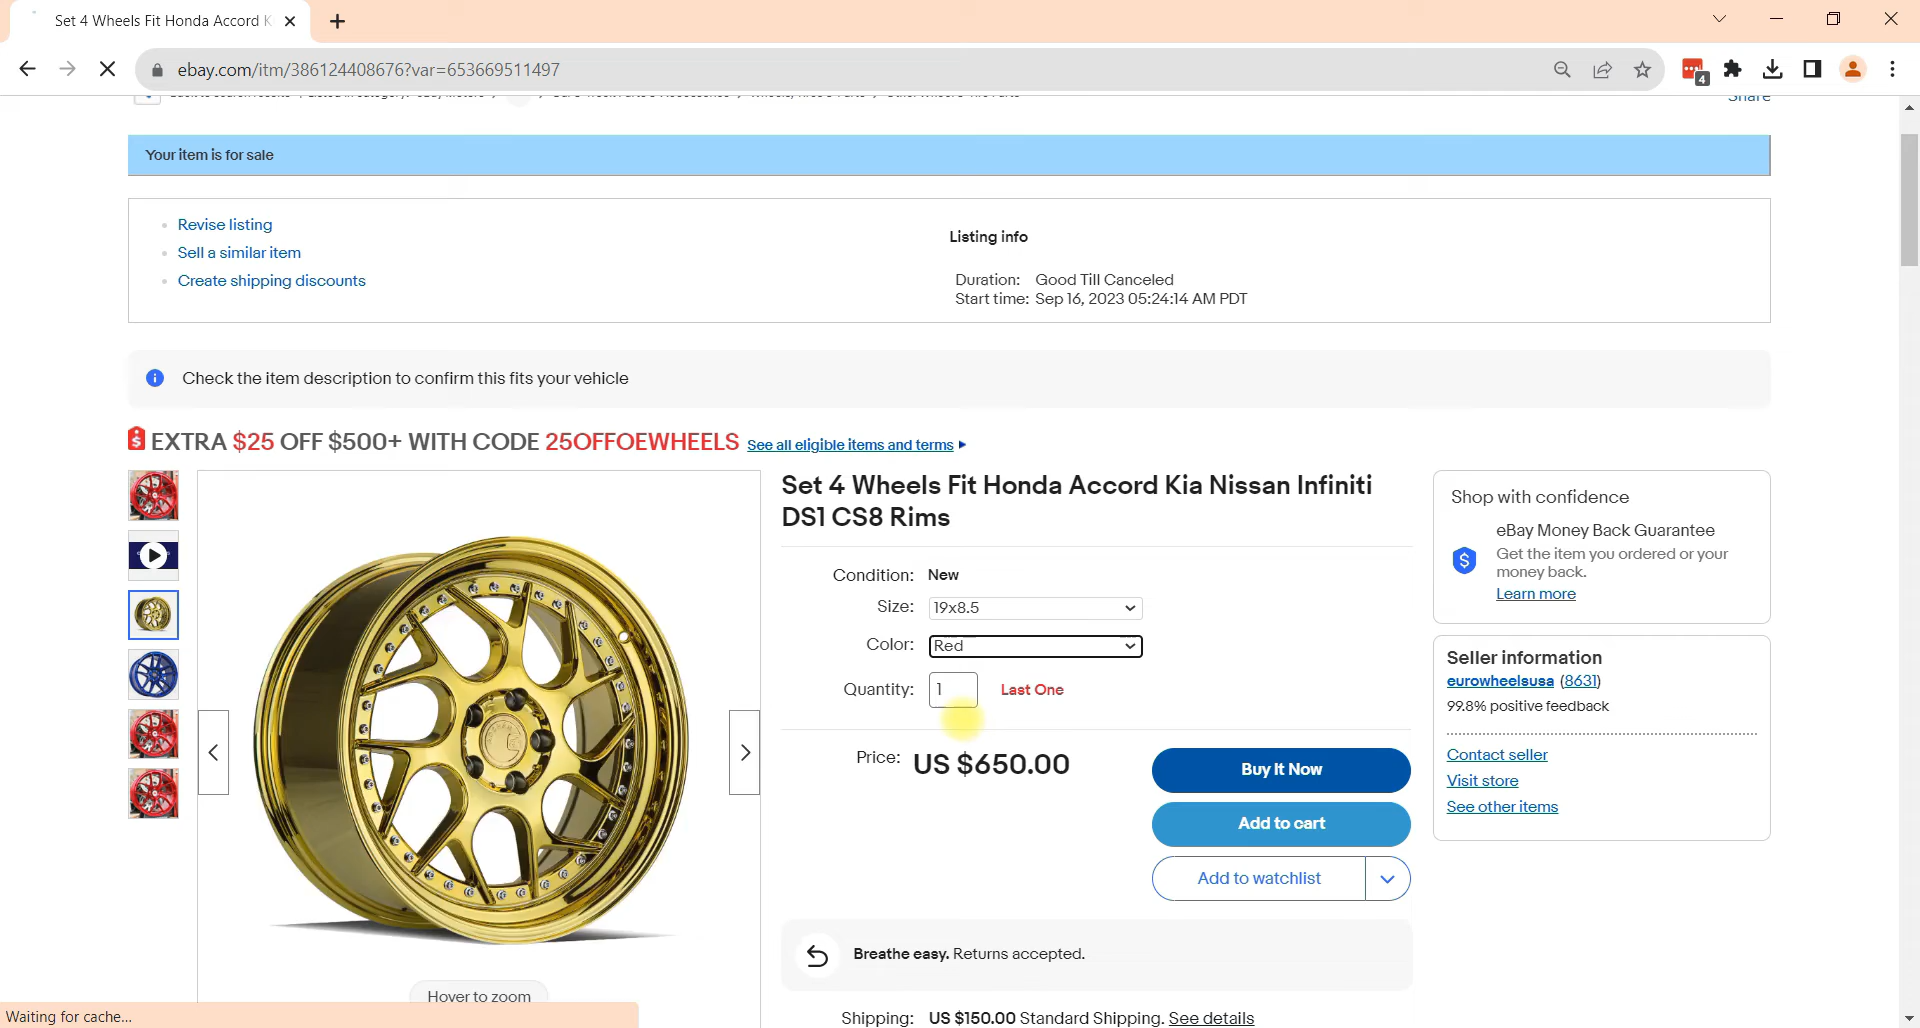 Set 4 Wheels Fit Honda Accord K
ebay.com/itm/386124408676?var=653669511497
4
Share
Your item is for sale
Revise listing
Sell a similar item
Create shipping discounts
Listing info
Duration: Good Till Canceled
Start time: Sep 16, 2023 05:24:14 AM PDT
Check the item description to confirm this fits your vehicle
EXTRA $25 OFF $500+ WITH CODE 25OFFOEWHEELS See all eligible items and terms
Set 4 Wheels Fit Honda Accord Kia Nissan Infiniti
DS1 CS8 Rims
Condition: New
Size: 19x8.5
Color: Red
Quantity: 1 Last One
Price: US $650.00
Buy It Now
Add to cart
Add to watchlist
Breathe easy. Returns accepted.
Shipping: US $150.00 Standard Shipping. See details
Shop with confidence
eBay Money Back Guarantee
Get the item you ordered or your
money back.
Learn more
Seller information
eurowheelsusa (8631)
99.8% positive feedback
Contact seller
Visit store
See other items
Hover to zoom
Waiting for cache...